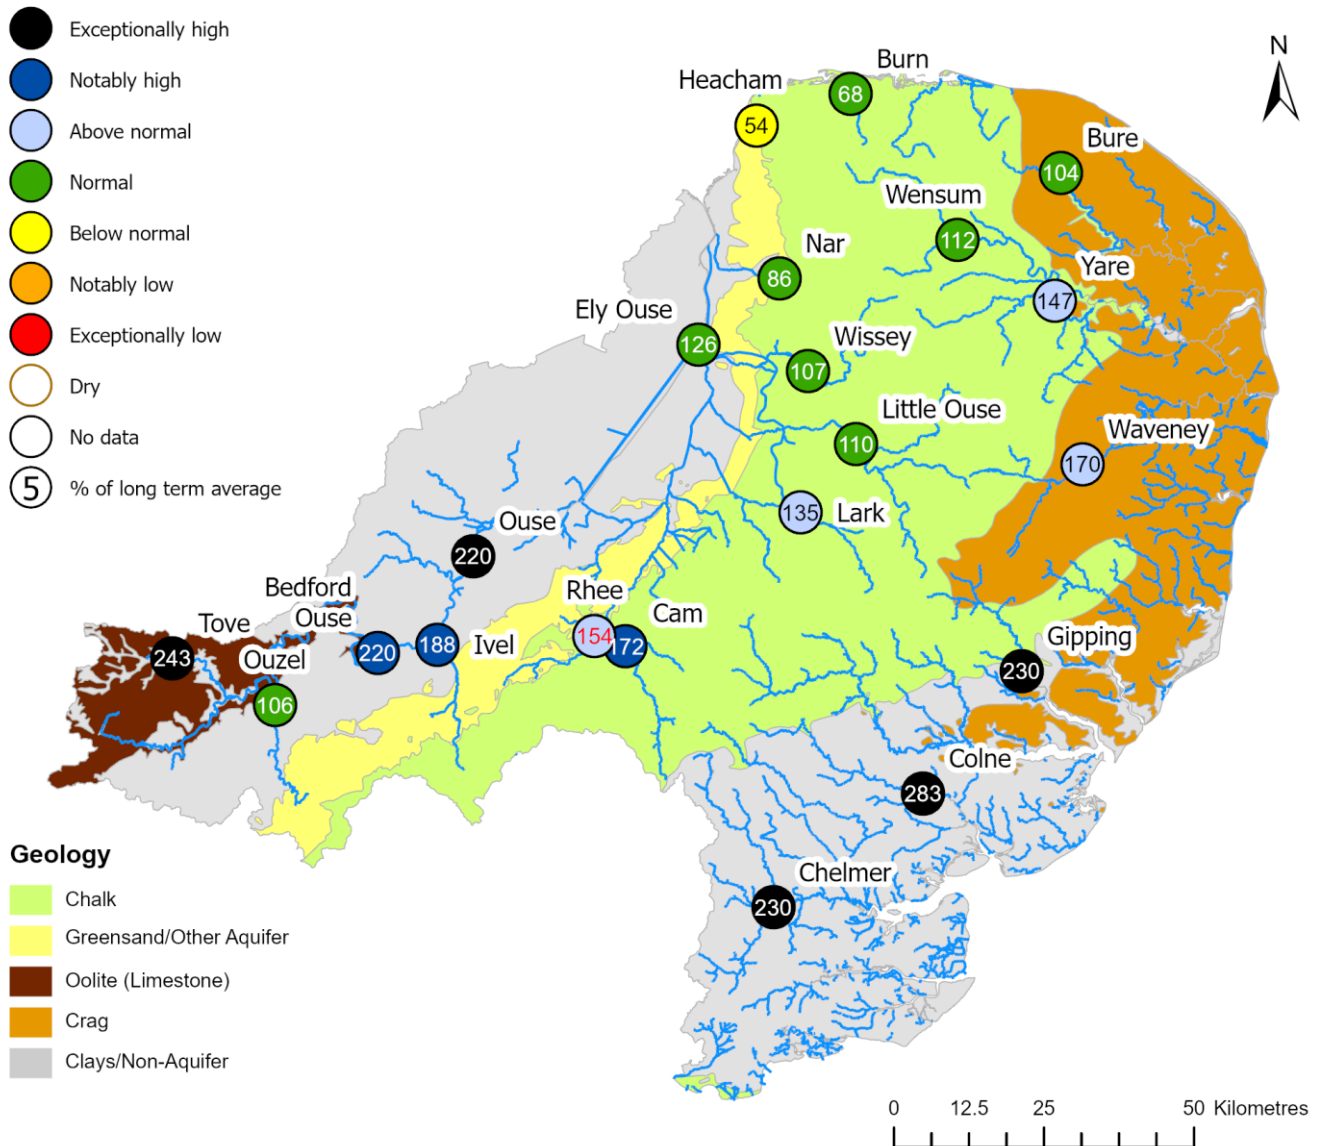 Exceptionally high
Notably high
Above normal
Normal
Below normal
Notably low
Exceptionally low
Dry
No data
5 % of long term average
N
Burn
68
Heacham
54
Bure
104
Wensum
112
Nar
86
Yare
147
Ely Ouse
126
Wissey
107
Little Ouse
110
Waveney
170
135 Lark
Ouse
220
Bedford
Ouse
220
Rhee
154
Cam
172
188 Ivel
Tove
243
Ouzel
106
Gipping
230
Colne
283
Chelmer
230
Geology
Chalk
Greensand/Other Aquifer
Oolite (Limestone)
Crag
Clays/Non-Aquifer
0 12.5 25 50 Kilometres